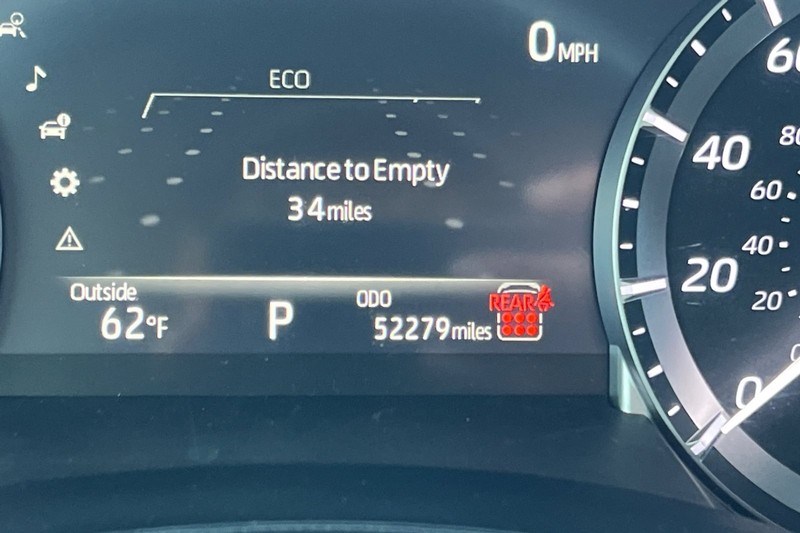 0 MPH
ECO
Distance to Empty
34 miles
Outside
62°F
P
ODO
52279 miles
REAR
60
40
20
0
80
60
40
20